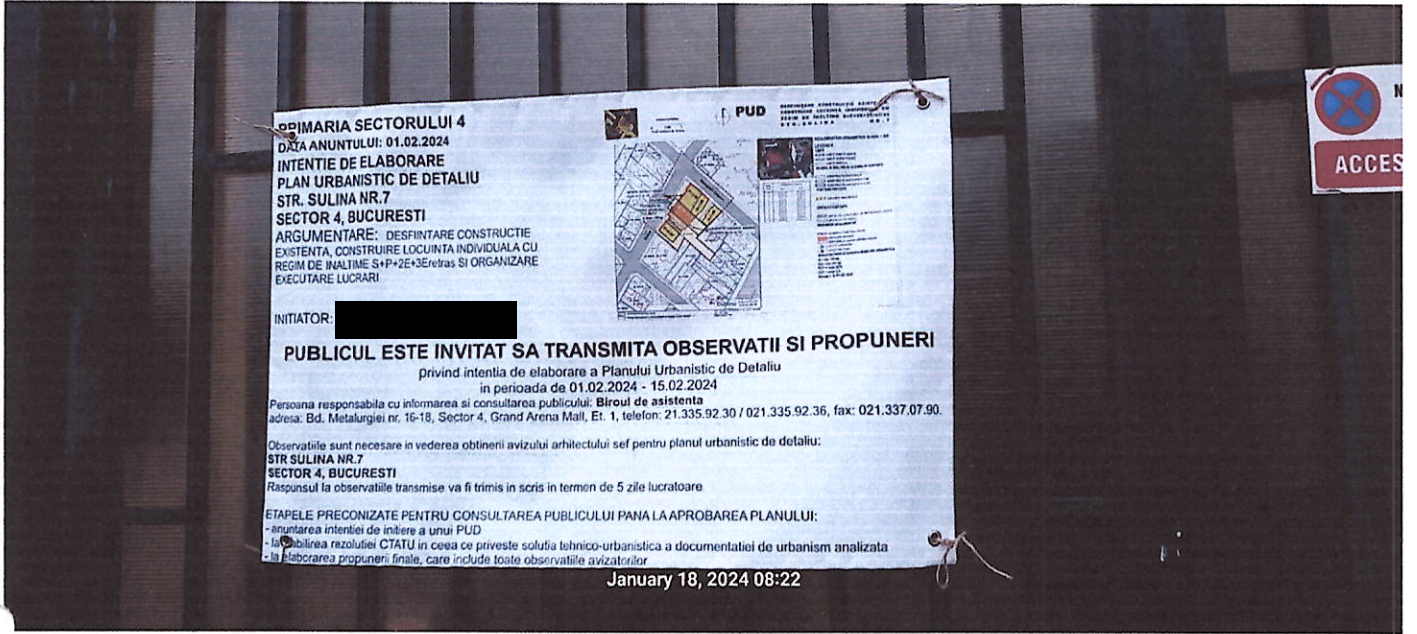 PRIMARIA SECTORULUI 4
DATA ANUNTULUI: 01.02.2024
INTENTIE DE ELABORARE
PLAN URBANISTIC DE DETALIU
STR. SULINA NR.7
SECTOR 4, BUCURESTI
ARGUMENTARE: DESFIINTARE CONSTRUCTIE
EXISTENTA, CONSTRUIRE LOCUINTA INDIVIDUALA CU
REGIM DE INALTIME S+P+2E+3Eretras SI ORGANIZARE
EXECUTARE LUCRARI
INITIATOR:
PUD
PUBLICUL ESTE INVITAT SA TRANSMITA OBSERVATII SI PROPUNERI
privind intentia de elaborare a Planului Urbanistic de Detaliu
in perioada de 01.02.2024 - 15.02.2024
Persoana responsabila cu informarea si consultarea publicului: Biroul de asistenta
adresa: Bd. Metalurgiei nr. 16-18, Sector 4, Grand Arena Mall, Et. 1, telefon: 21.335.92.30 / 021.335.92.36, fax: 021.337.07.90.
Observatiile sunt necesare in vederea obtinerii avizului arhitectului sef pentru planul urbanistic de detaliu:
STR SULINA NR.7
SECTOR 4, BUCURESTI
Raspunsul la observatiile transmise va fi trimis in scris in termen de 5 zile lucratoare
ETAPELE PRECONIZATE PENTRU CONSULTAREA PUBLICULUI PANA LA APROBAREA PLANULUI:
- anuntarea intentiei de initiere a unui PUD
- la stabilirea rezolutiei CTATU in ceea ce priveste solutia tehnico-urbanistica a documentatiei de urbanism analizata
- la elaborarea propunerii finale, care include toate observatiile avizatorilor
January 18, 2024 08:22
N
ACCES